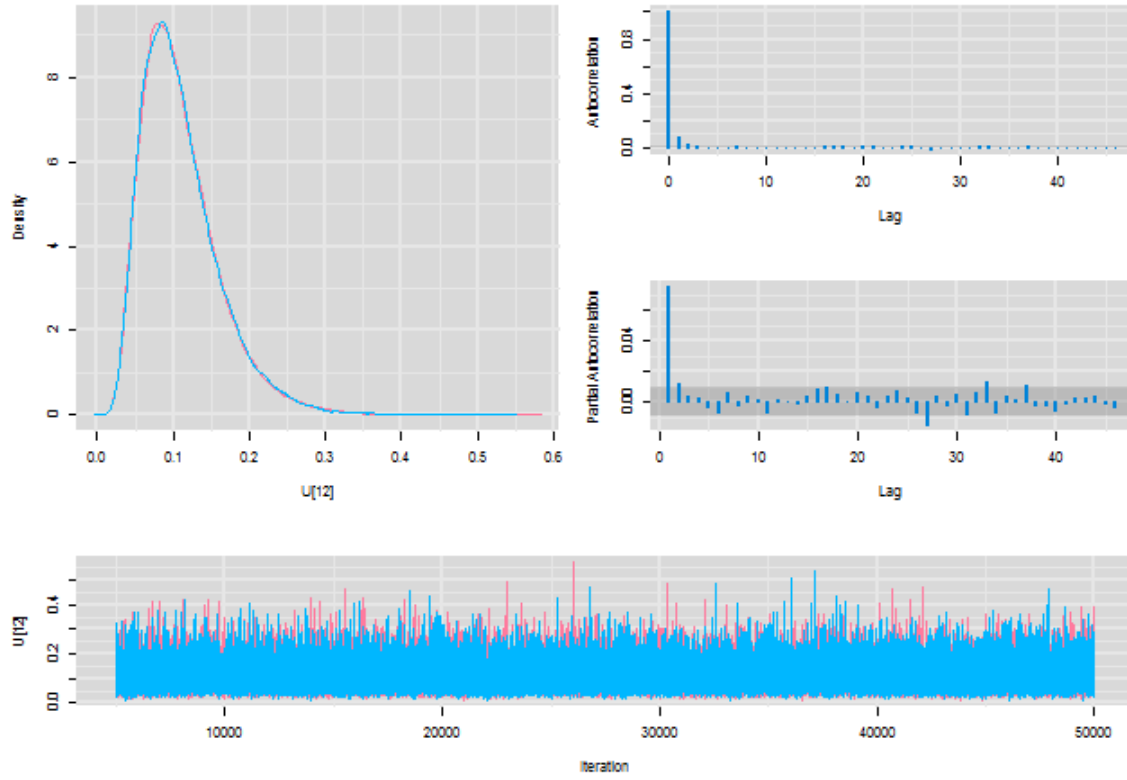 8
6
4
2
0
Density
0.0 0.1 0.2 0.3 0.4 0.5 0.6
U[12]
0.8
0.4
0.0
Autocorrelation
0 10 20 30 40
Lag
0.04
0.00
Partial Autocorrelation
0 10 20 30 40
Lag
0.4
0.2
0.0
U[12]
10000 20000 30000 40000 50000
Iteration